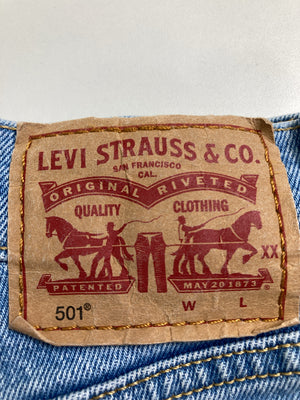 LEVI STRAUSS & CO.
SAN FRANCISCO
CAL.
ORIGINAL RIVETED
QUALITY CLOTHING
XX
PATENTED MAY 20 1873
501® W L